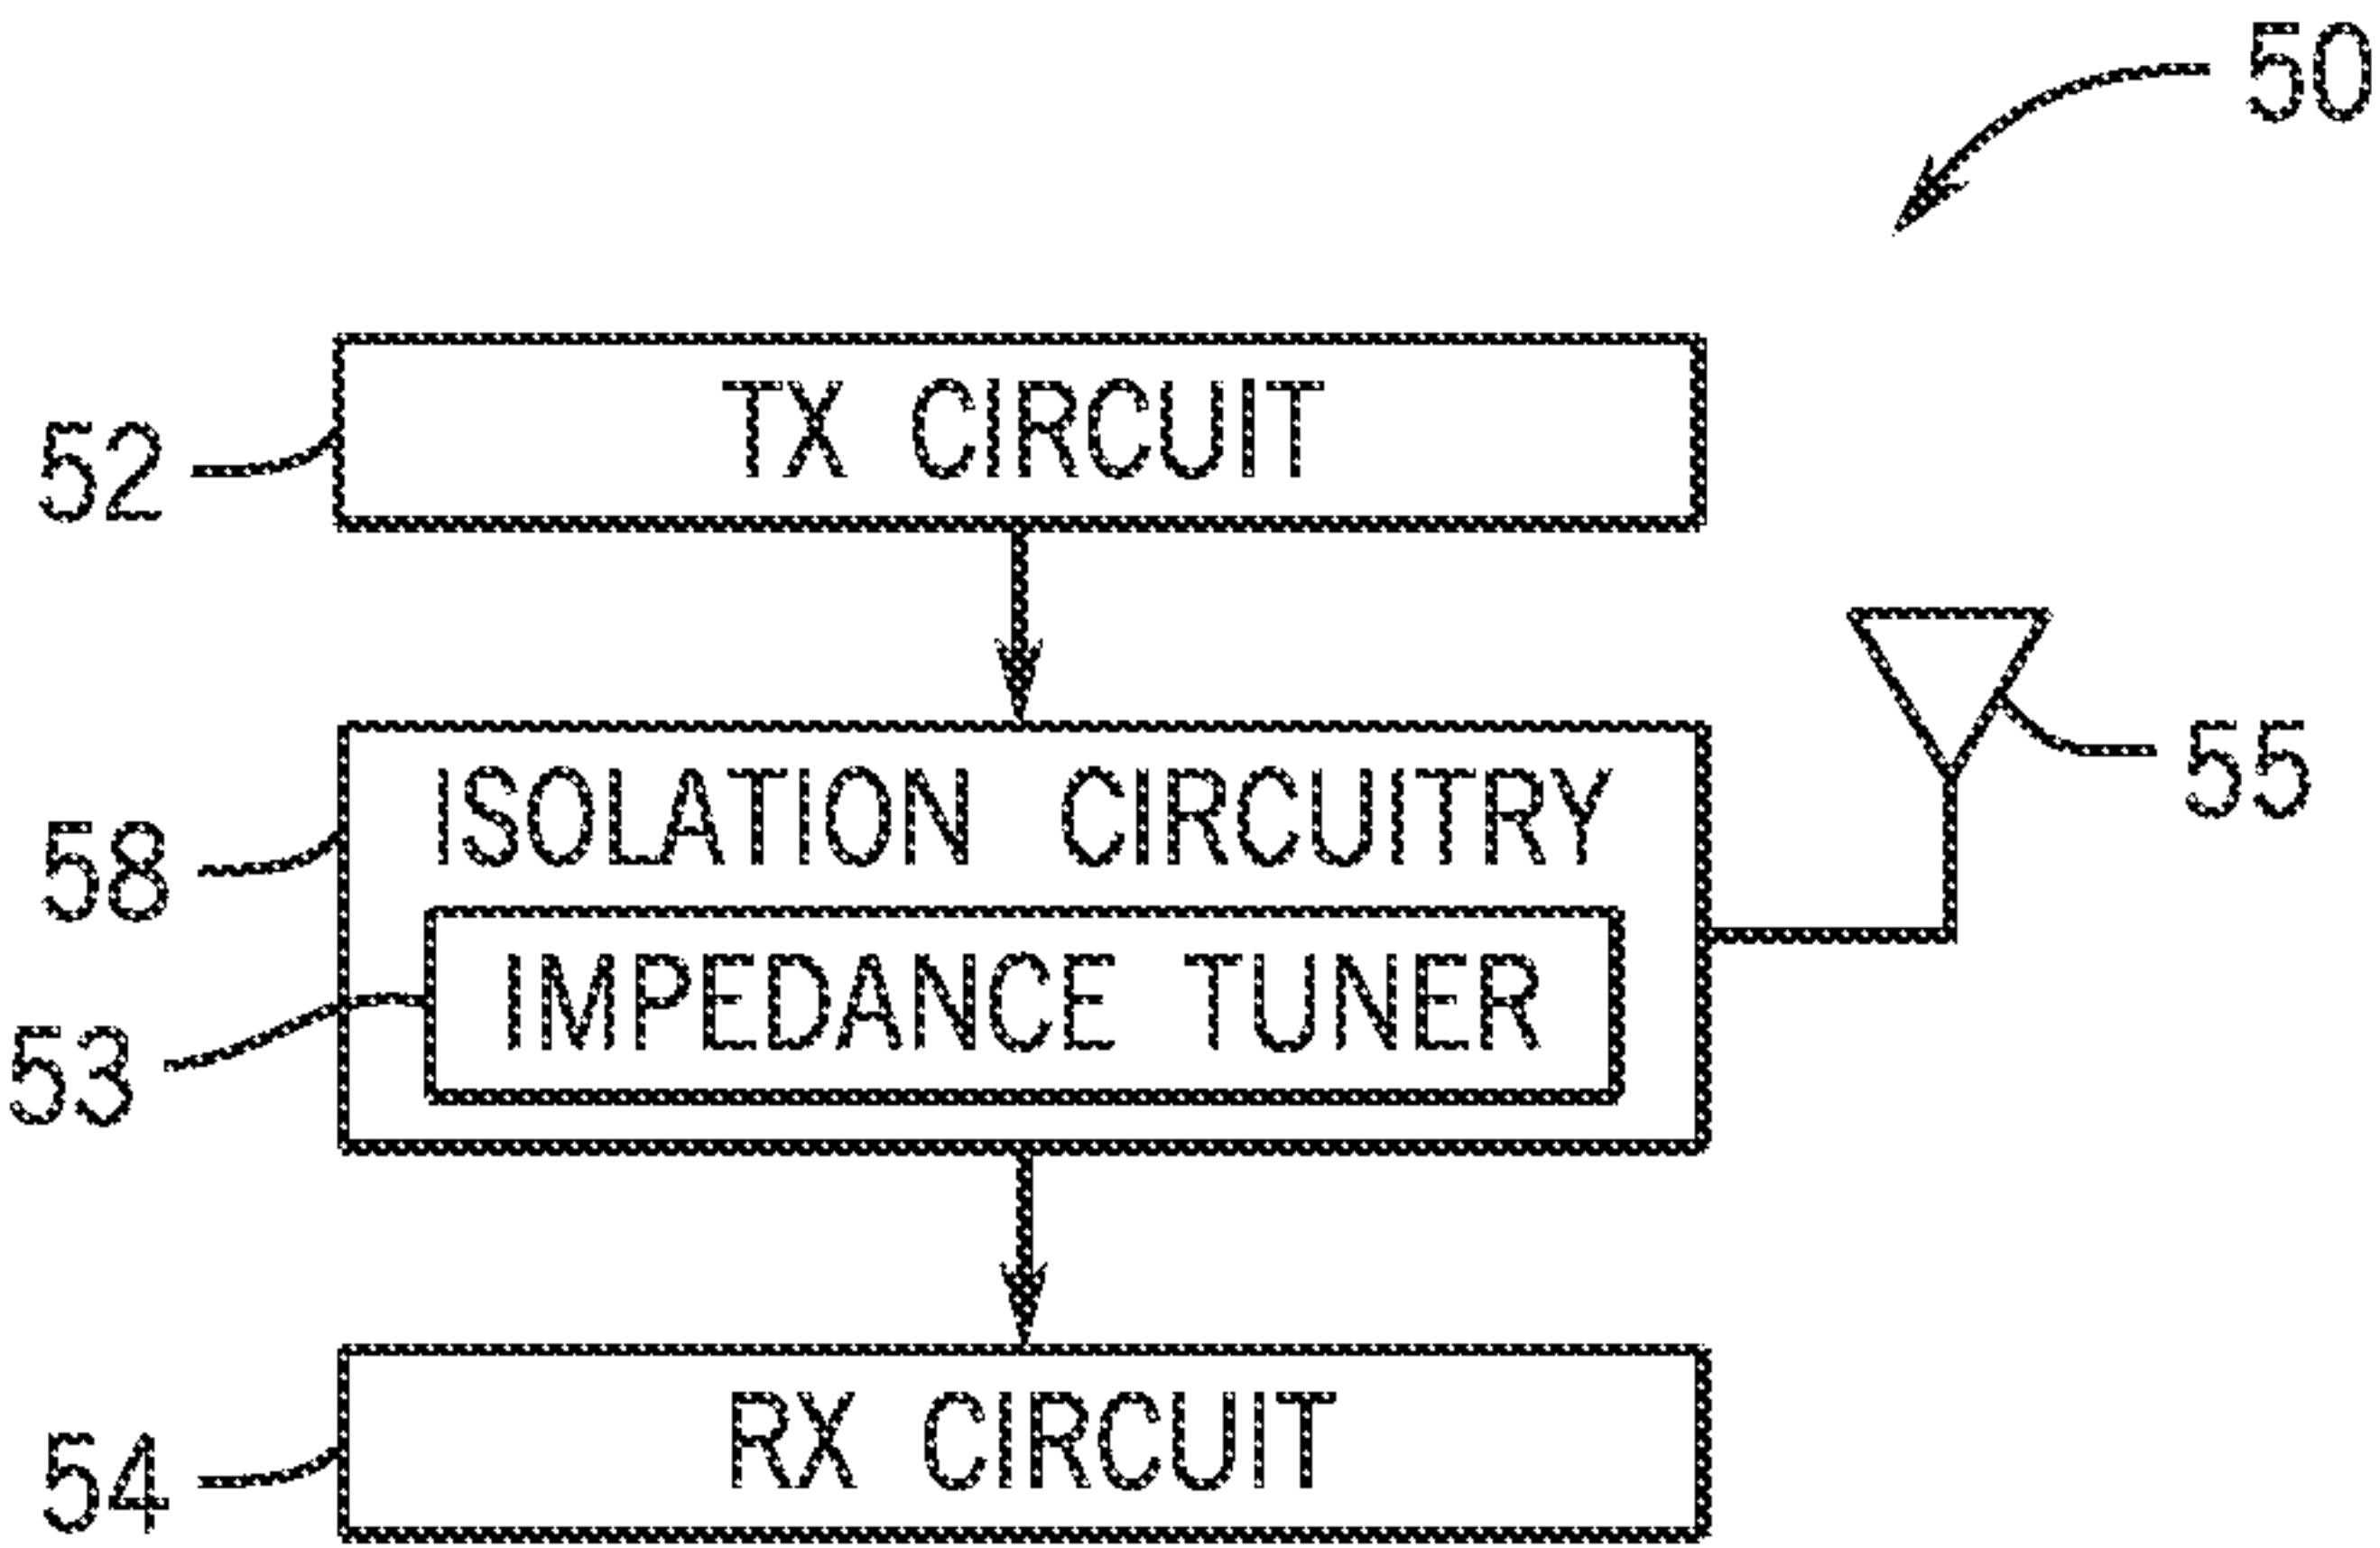 50
TX CIRCUIT
52
ISOLATION CIRCUITRY
55
58
IMPEDANCE TUNER
53
RX CIRCUIT
54